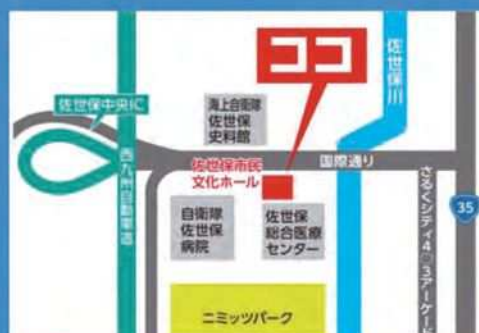 ココ
佐世保川
佐世保中央IC
海上自衛隊
佐世保
史料館
佐世保市民
文化ホール
国際通り
西九州自動車道
さるくシティ4○3アーケー
35
自衛隊
佐世保
病院
佐世保
総合医療
センター
ニミッツパーク